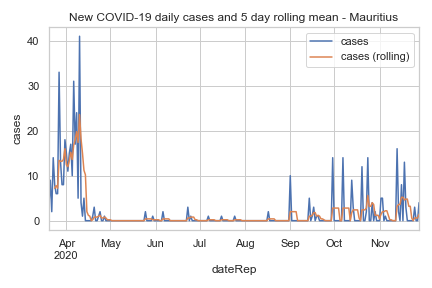 New COVID-19 daily cases and 5 day rolling mean - Mauritius
cases
cases (rolling)
40
30
20
10
0
cases
Apr May Jun Jul Aug Sep Oct Nov
2020
dateRep